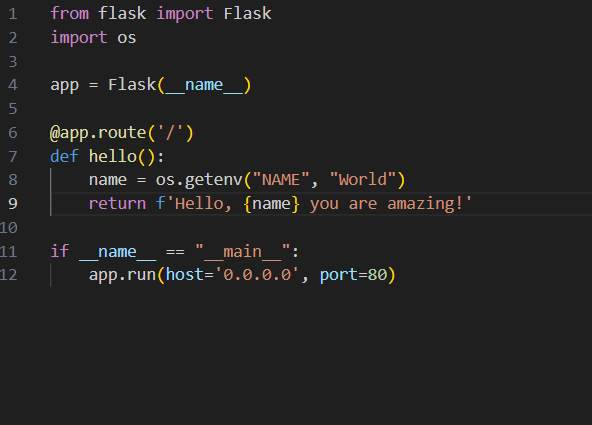 1 from flask import Flask
2 import os
3
4 app = Flask(__name__)
5
6 @app.route('/')
7 def hello():
8     name = os.getenv("NAME", "World")
9     return f'Hello, {name} you are amazing!'
10
11 if __name__ == "__main__":
12     app.run(host='0.0.0.0', port=80)